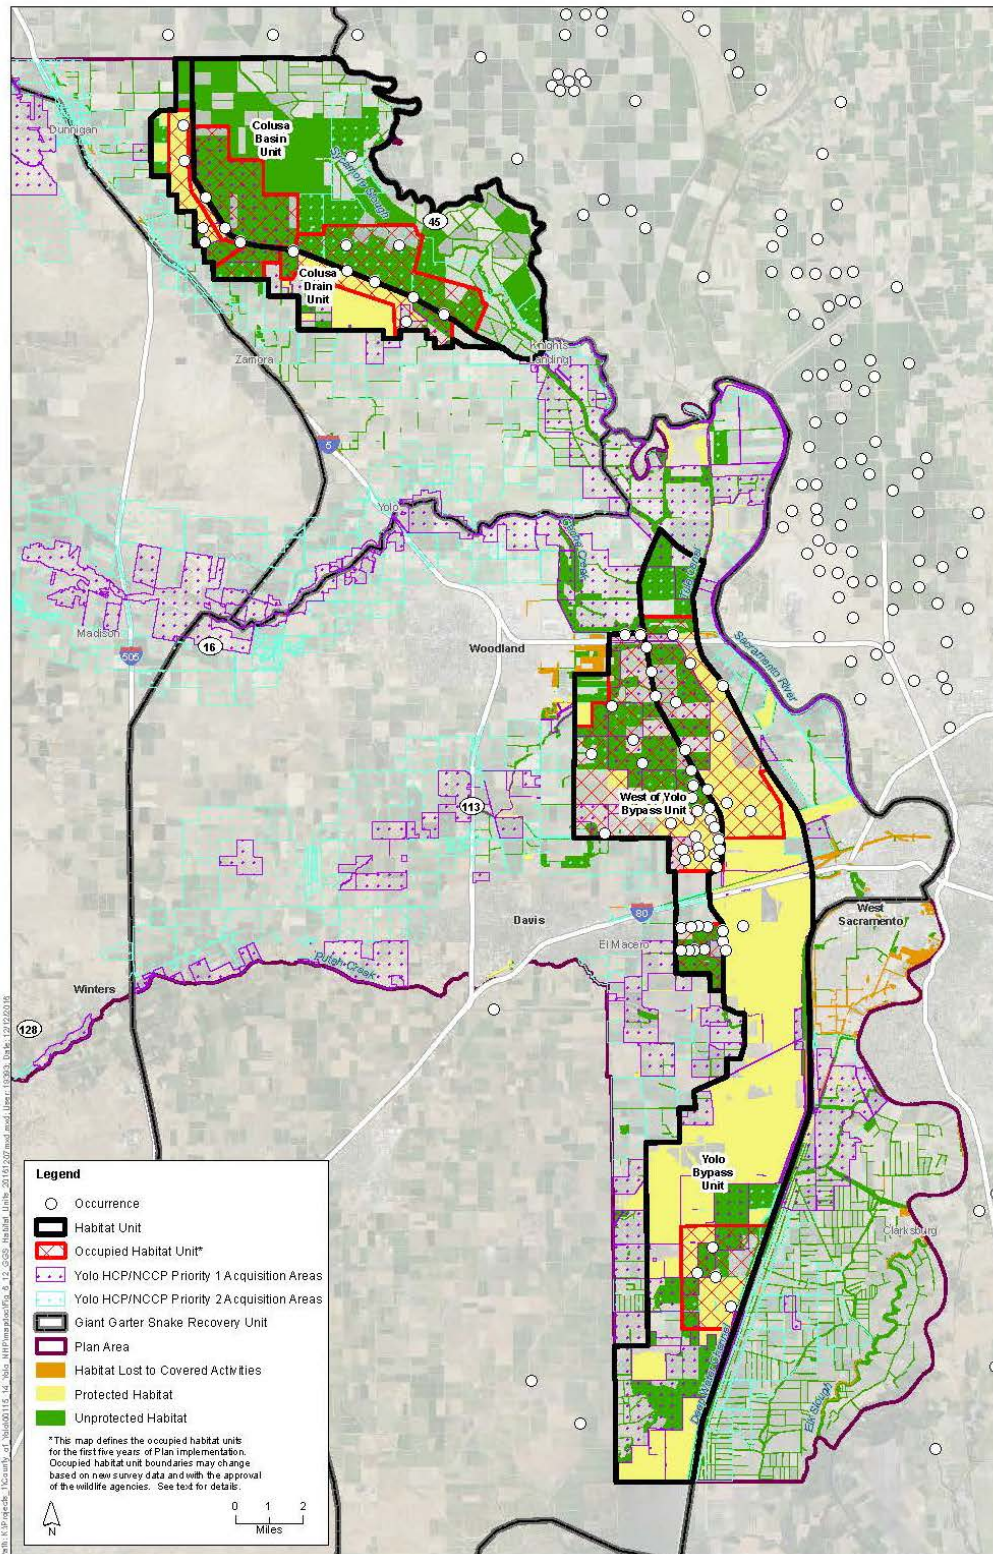 Dunnigan
Colusa
Basin
Unit
Sycamore Slough
45
Colusa
Drain
Unit
Zamora
Knights
Landing
5
Yolo
Tule Canal
Madison
505
16
Woodland
Sacramento River
113
West of Yolo
Bypass Unit
Davis
80
El Macero
West
Sacramento
Putah Creek
Winters
128
Yolo
Bypass
Unit
Clarksburg
Elk Slough
Legend
Occurrence
Habitat Unit
Occupied Habitat Unit*
Yolo HCP/NCCP Priority 1 Acquisition Areas
Yolo HCP/NCCP Priority 2 Acquisition Areas
Giant Garter Snake Recovery Unit
Plan Area
Habitat Lost to Covered Activities
Protected Habitat
Unprotected Habitat
*This map defines the occupied habitat units
for the first five years of Plan implementation.
Occupied habitat unit boundaries may change
based on new survey data and with the approval
of the wildlife agencies. See text for details.
0 1 2
Miles
N